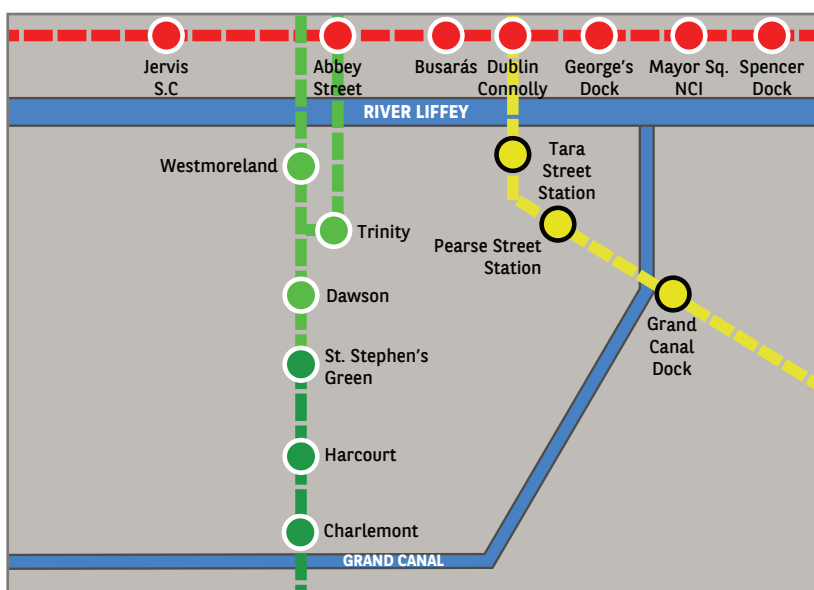 Jervis
S.C
Abbey
Street
Busarás
Dublin
Connolly
George's
Dock
Mayor Sq.
NCI
Spencer
Dock
RIVER LIFFEY
Westmoreland
Tara
Street
Station
Trinity
Pearse Street
Station
Dawson
Grand
Canal
Dock
St. Stephen's
Green
Harcourt
Charlemont
GRAND CANAL